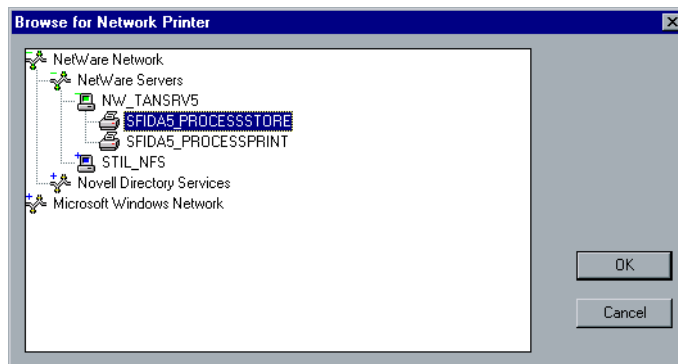 Browse for Network Printer
NetWare Network
NetWare Servers
NW_TANSRV5
SFIDA5_PROCESSSTORE
SFIDA5_PROCESSPRINT
STIL_NFS
Novell Directory Services
Microsoft Windows Network
OK
Cancel